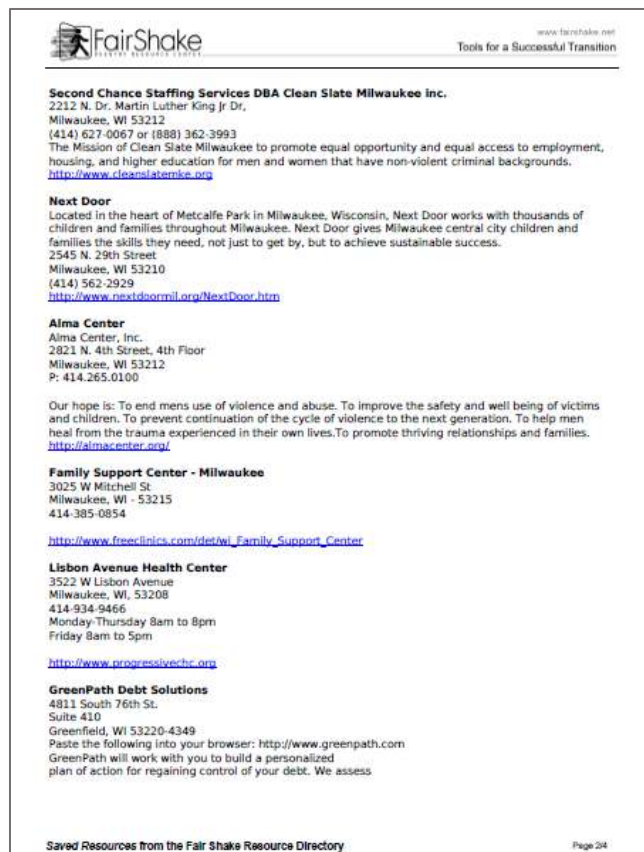 FairShake
REENTRY RESOURCE CENTER
www.fairshake.net
Tools for a Successful Transition
Second Chance Staffing Services DBA Clean Slate Milwaukee inc.
2212 N. Dr. Martin Luther King Jr Dr,
Milwaukee, WI 53212
(414) 627-0067 or (888) 362-3993
The Mission of Clean Slate Milwaukee to promote equal opportunity and equal access to employment,
housing, and higher education for men and women that have non-violent criminal backgrounds.
http://www.cleanslatemke.org
Next Door
Located in the heart of Metcalfe Park in Milwaukee, Wisconsin, Next Door works with thousands of
children and families throughout Milwaukee. Next Door gives Milwaukee central city children and
families the skills they need, not just to get by, but to achieve sustainable success.
2545 N. 29th Street
Milwaukee, WI 53210
(414) 562-2929
http://www.nextdoormil.org/NextDoor.htm
Alma Center
Alma Center, Inc.
2821 N. 4th Street, 4th Floor
Milwaukee, WI 53212
P: 414.265.0100
Our hope is: To end mens use of violence and abuse. To improve the safety and well being of victims
and children. To prevent continuation of the cycle of violence to the next generation. To help men
heal from the trauma experienced in their own lives.To promote thriving relationships and families.
http://almacenter.org/
Family Support Center - Milwaukee
3025 W Mitchell St
Milwaukee, WI - 53215
414-385-0854
http://www.freeclinics.com/det/wi_Family_Support_Center
Lisbon Avenue Health Center
3522 W Lisbon Avenue
Milwaukee, WI, 53208
414-934-9466
Monday-Thursday 8am to 8pm
Friday 8am to 5pm
http://www.progressivechc.org
GreenPath Debt Solutions
4811 South 76th St.
Suite 410
Greenfield, WI 53220-4349
Paste the following into your browser: http://www.greenpath.com
GreenPath will work with you to build a personalized
plan of action for regaining control of your debt. We assess
Saved Resources from the Fair Shake Resource Directory
Page 2/4